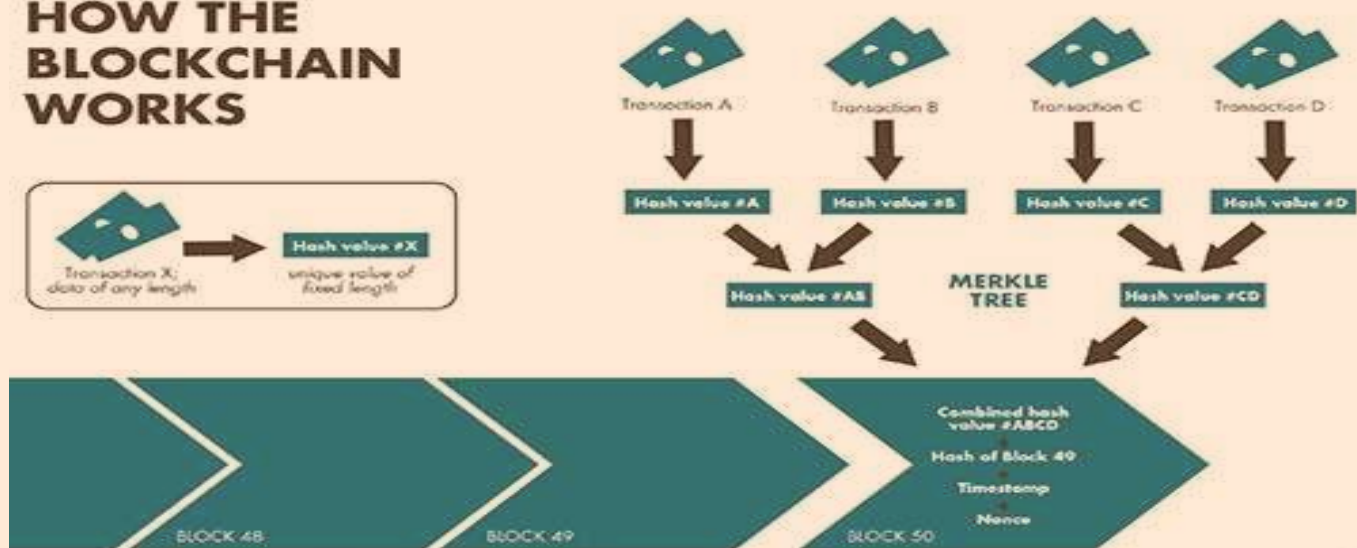 HOW THE
BLOCKCHAIN
WORKS
Transaction A
Transaction B
Transaction C
Transaction D
Hash value #A
Hash value #B
Hash value #C
Hash value #D
Transaction X;
data of any length
Hash value #X
unique value of
fixed length
Hash value #AB
MERKLE
TREE
Hash value #CD
Combined hash
value #ABCD
Hash of Block 49
Timestamp
Nonce
BLOCK 48
BLOCK 49
BLOCK 50